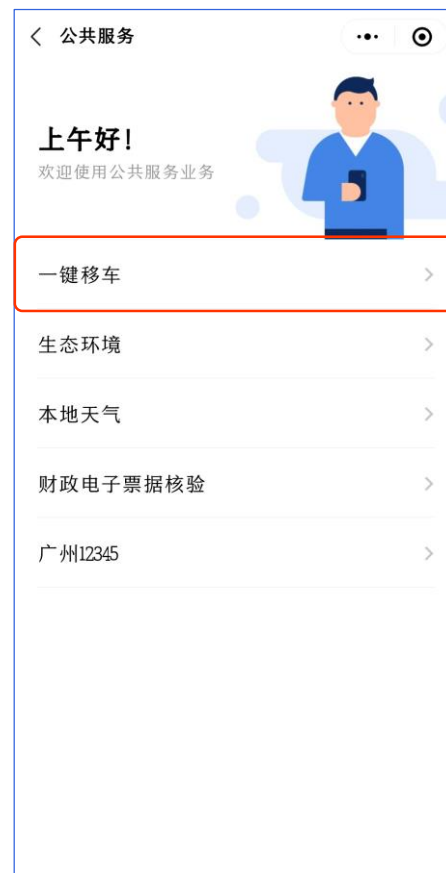 公共服务
上午好!
欢迎使用公共服务业务
一键移车
生态环境
本地天气
财政电子票据核验
广州12345